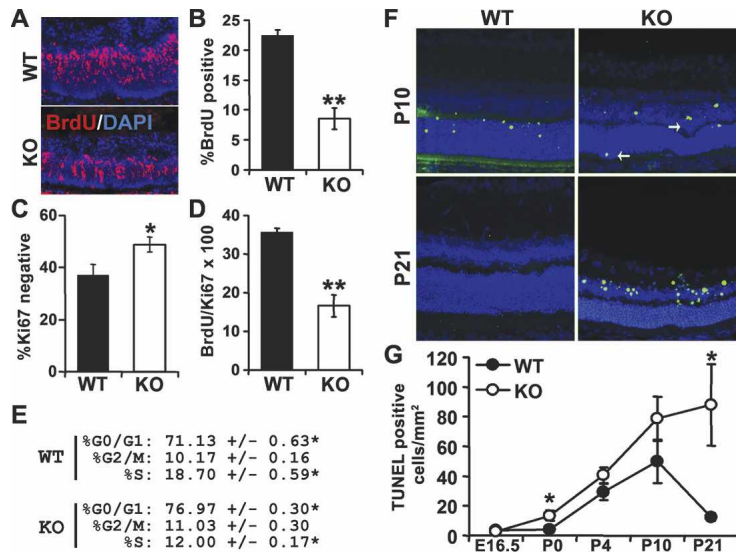 A
WT
KO
BrdU/DAPI
B
%BrdU positive
25
20
15
10
5
0
**
WT KO
C
%Ki67 negative
60
40
20
0
*
WT KO
D
BrdU/Ki67 x 100
40
30
20
10
0
**
WT KO
E
WT
%G0/G1: 71.13 +/- 0.63*
%G2/M: 10.17 +/- 0.16
%S: 18.70 +/- 0.59*
KO
%G0/G1: 76.97 +/- 0.30*
%G2/M: 11.03 +/- 0.30
%S: 12.00 +/- 0.17*
F
WT KO
P10
P21
G
WT
KO
TUNEL positive
cells/mm²
120
100
80
60
40
20
0
*
*
E16.5 P0 P4 P10 P21